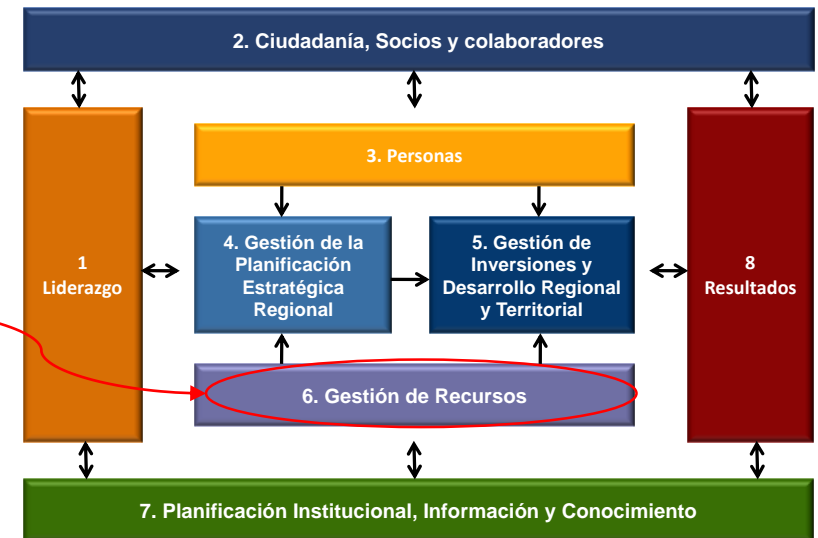 2. Ciudadanía, Socios y colaboradores
1
Liderazgo
3. Personas
4. Gestión de la
Planificación
Estratégica
Regional
5. Gestión de
Inversiones y
Desarrollo Regional
y Territorial
8
Resultados
6. Gestión de Recursos
7. Planificación Institucional, Información y Conocimiento